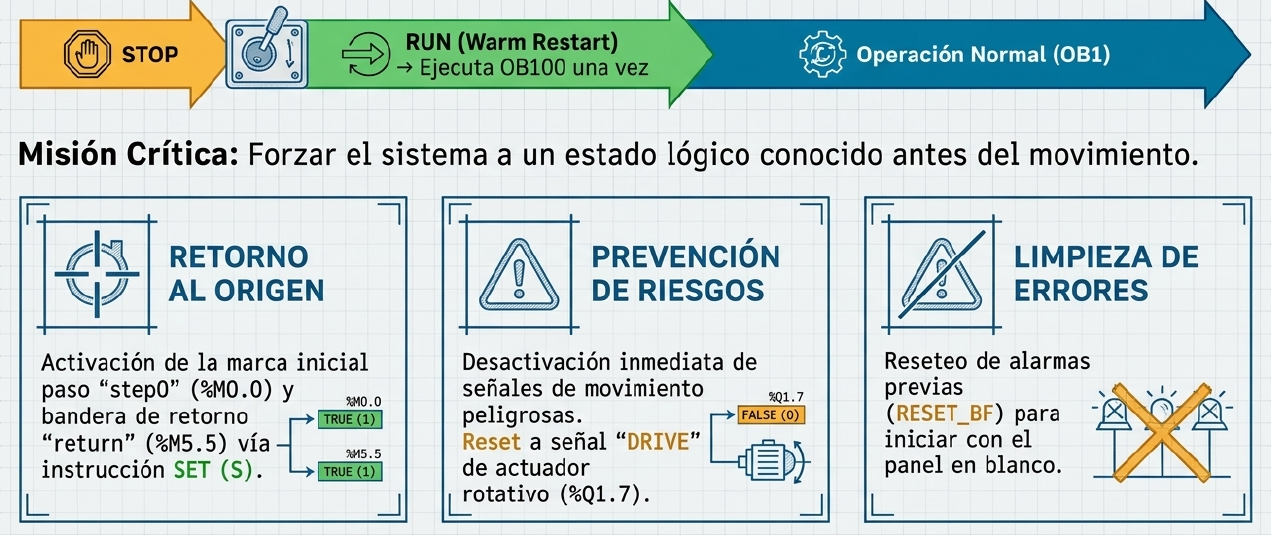 STOP
RUN (Warm Restart)
→ Ejecuta OB100 una vez
Operación Normal (OB1)
Misión Crítica: Forzar el sistema a un estado lógico conocido antes del movimiento.
RETORNO
AL ORIGEN
Activación de la marca inicial
paso “step0” (%M0.0) y
bandera de retorno
“return” (%M5.5) vía
instrucción SET (S).
%M0.0
TRUE (1)
%M5.5
TRUE (1)
PREVENCIÓN
DE RIESGOS
Desactivación inmediata de
señales de movimiento
peligrosas.
Reset a señal “DRIVE”
de actuador
rotativo (%Q1.7).
%Q1.7
FALSE (0)
LIMPIEZA DE
ERRORES
Reseteo de alarmas
previas
(RESET_BF) para
iniciar con el
panel en blanco.